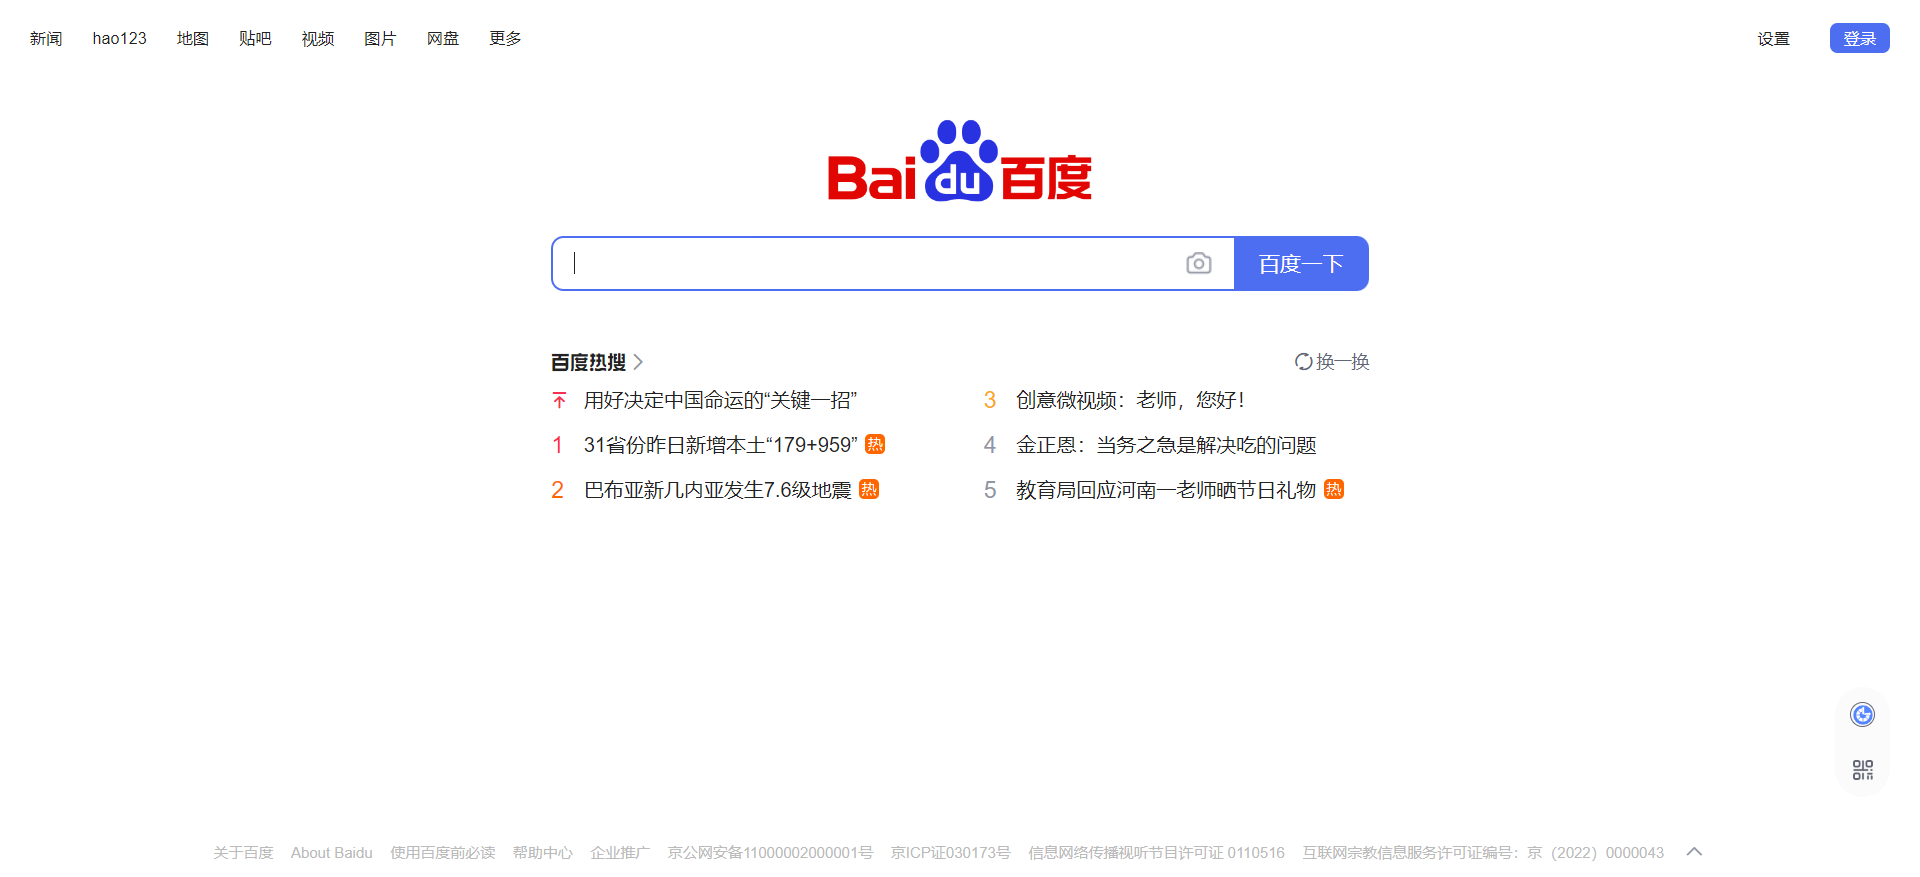 新闻 hao123 地图 贴吧 视频 图片 网盘 更多 设置 登录
Bai du 百度
百度一下
百度热搜 换一换
用好决定中国命运的“关键一招”
1 31省份昨日新增本土“179+959” 热
2 巴布亚新几内亚发生7.6级地震 热
3 创意微视频：老师，您好！
4 金正恩：当务之急是解决吃的问题
5 教育局回应河南一老师晒节日礼物 热
关于百度 About Baidu 使用百度前必读 帮助中心 企业推广 京公网安备11000002000001号 京ICP证030173号 信息网络传播视听节目许可证 0110516 互联网宗教信息服务许可证编号：京（2022）0000043